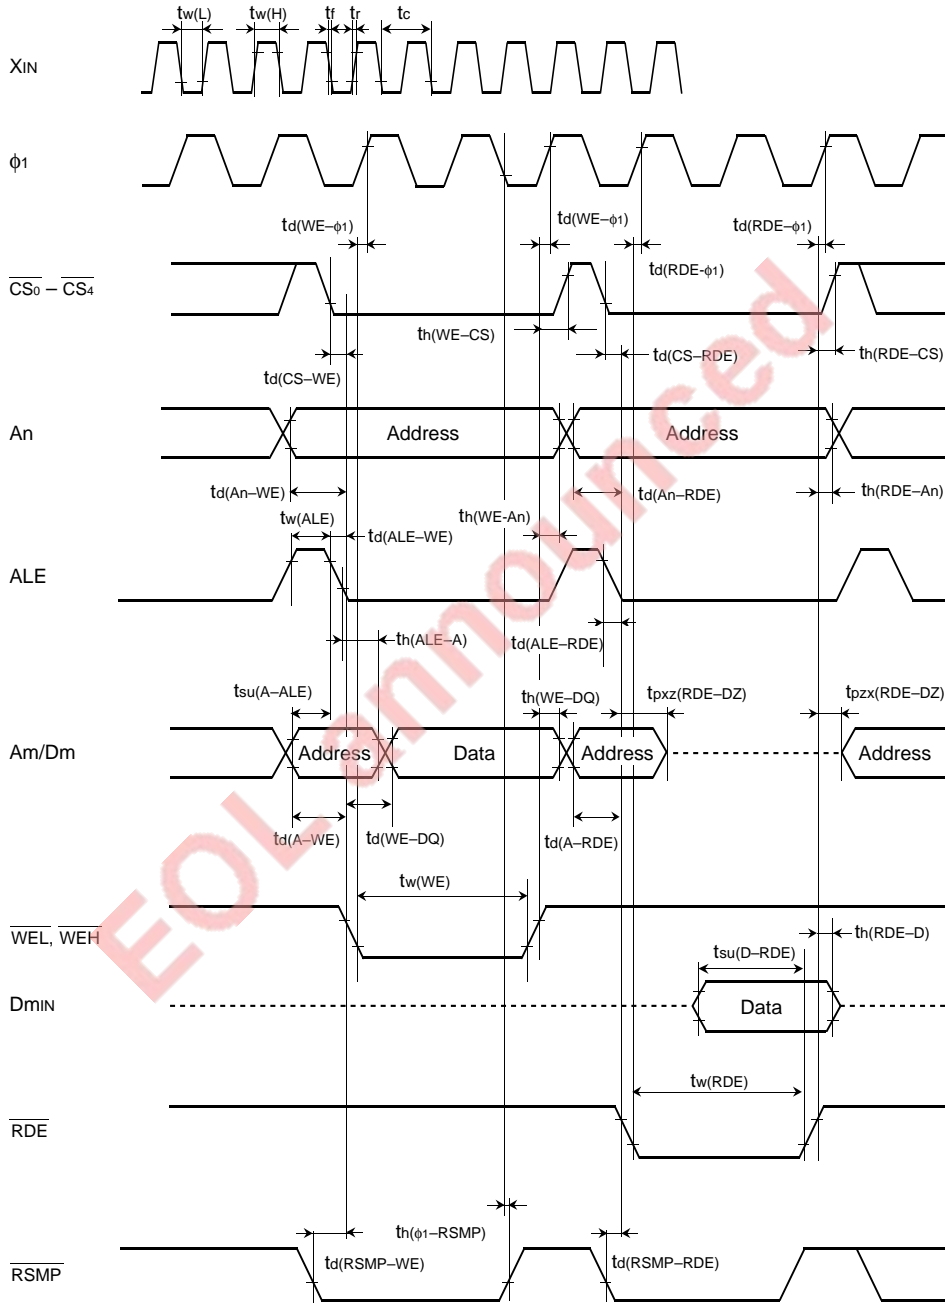 tw(L) tw(H) tf tr tc
XIN
ϕ1
td(WE–ϕ1) td(WE–ϕ1) td(RDE–ϕ1)
td(RDE-ϕ1)
CS0 – CS4
th(WE–CS) td(CS–RDE) th(RDE–CS)
td(CS–WE)
An Address Address
td(An–WE) td(An–RDE) th(RDE–An)
tw(ALE) td(ALE–WE) th(WE-An)
ALE
th(ALE–A) td(ALE–RDE)
tsu(A–ALE) th(WE–DQ) tpxz(RDE–DZ) tpzx(RDE–DZ)
Am/Dm Address Data Address Address
td(A–WE) td(WE–DQ) td(A–RDE)
tw(WE)
WEL, WEH
tsu(D–RDE) th(RDE–D)
DmIN Data
tw(RDE)
RDE
th(ϕ1–RSMP)
td(RSMP–WE) td(RSMP–RDE)
RSMP
EOL announced